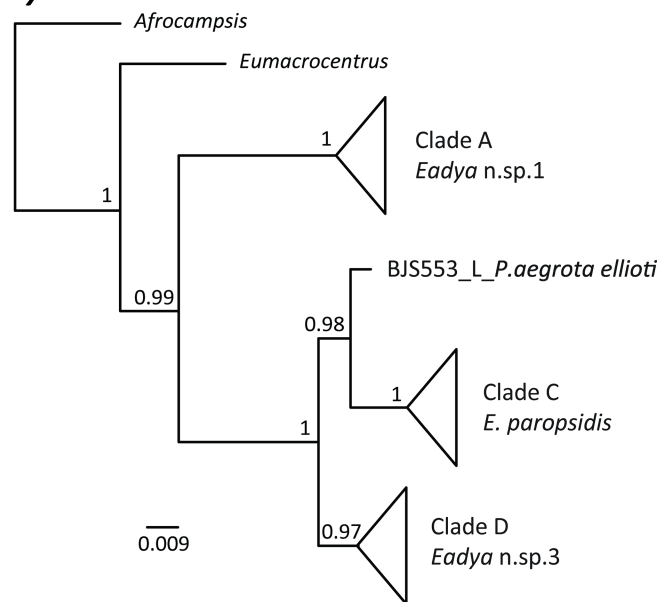 Afrocampsis
Eumacrocentrus
1
Clade A
Eadya n.sp.1
1
BJS553_L_P.aegrota ellioti
0.99
0.98
1
Clade C
E. paropsidis
1
0.97
Clade D
Eadya n.sp.3
0.009